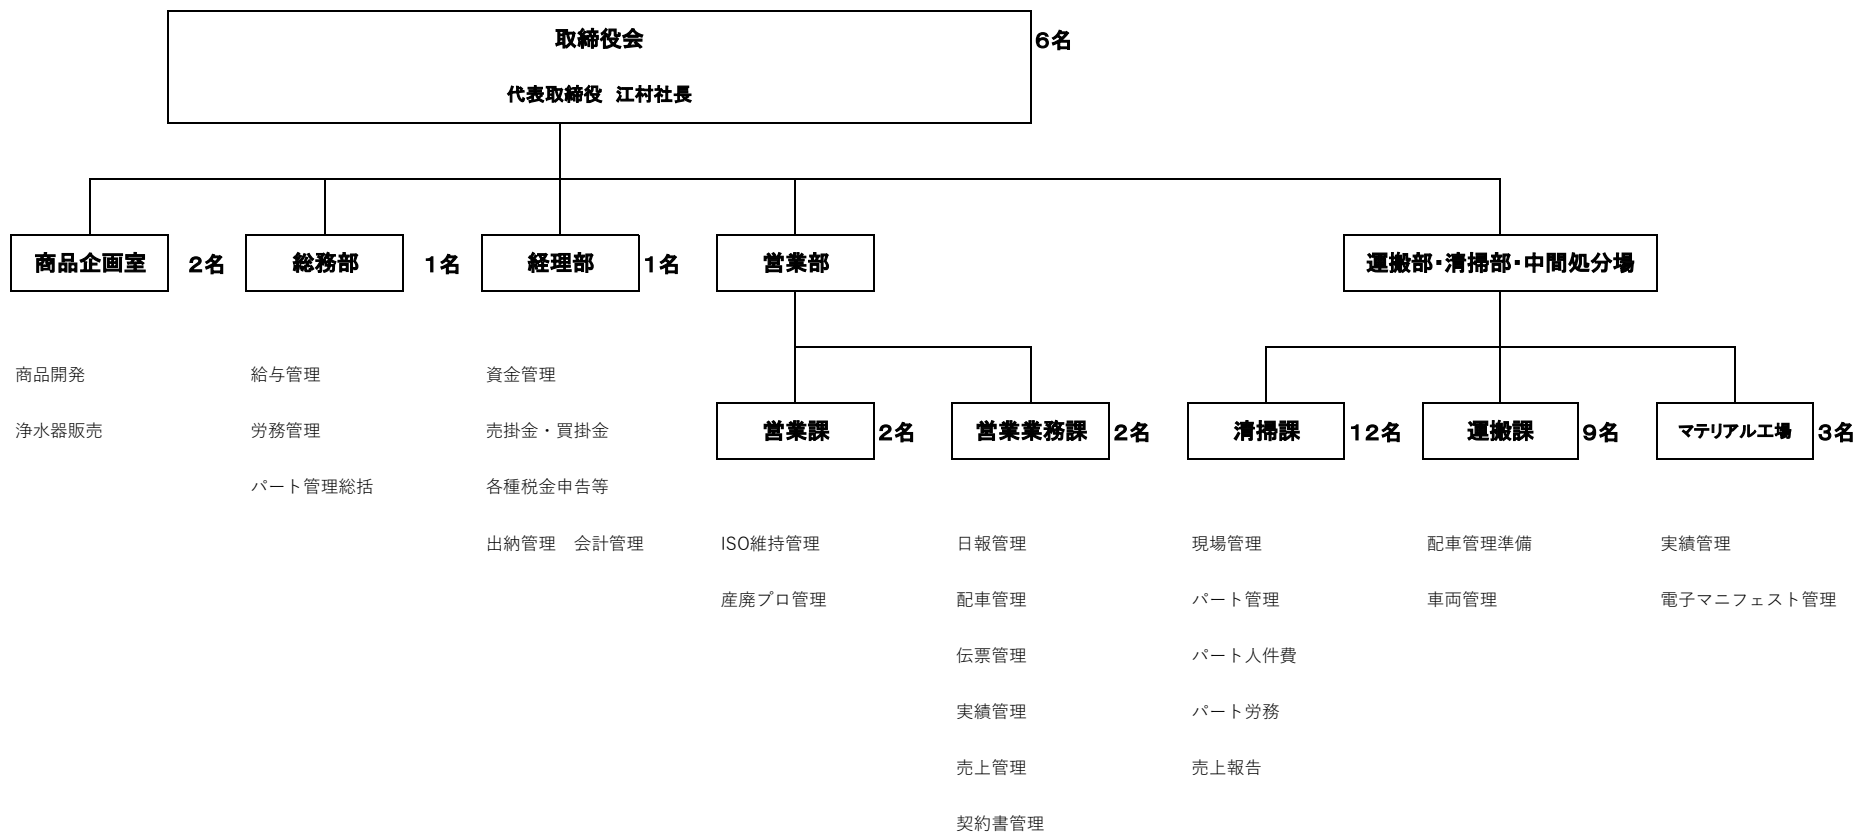 取締役会
6名
代表取締役 江村社長
商品企画室
2名
総務部
1名
経理部
1名
営業部
運搬部・清掃部・中間処分場
商品開発
給与管理
資金管理
浄水器販売
労務管理
売掛金・買掛金
営業課
2名
営業業務課
2名
清掃課
12名
運搬課
9名
マテリアル工場
3名
パート管理総括
各種税金申告等
出納管理　会計管理
ISO維持管理
日報管理
現場管理
配車管理準備
実績管理
産廃プロ管理
配車管理
パート管理
車両管理
電子マニフェスト管理
伝票管理
パート人件費
実績管理
パート労務
売上管理
売上報告
契約書管理